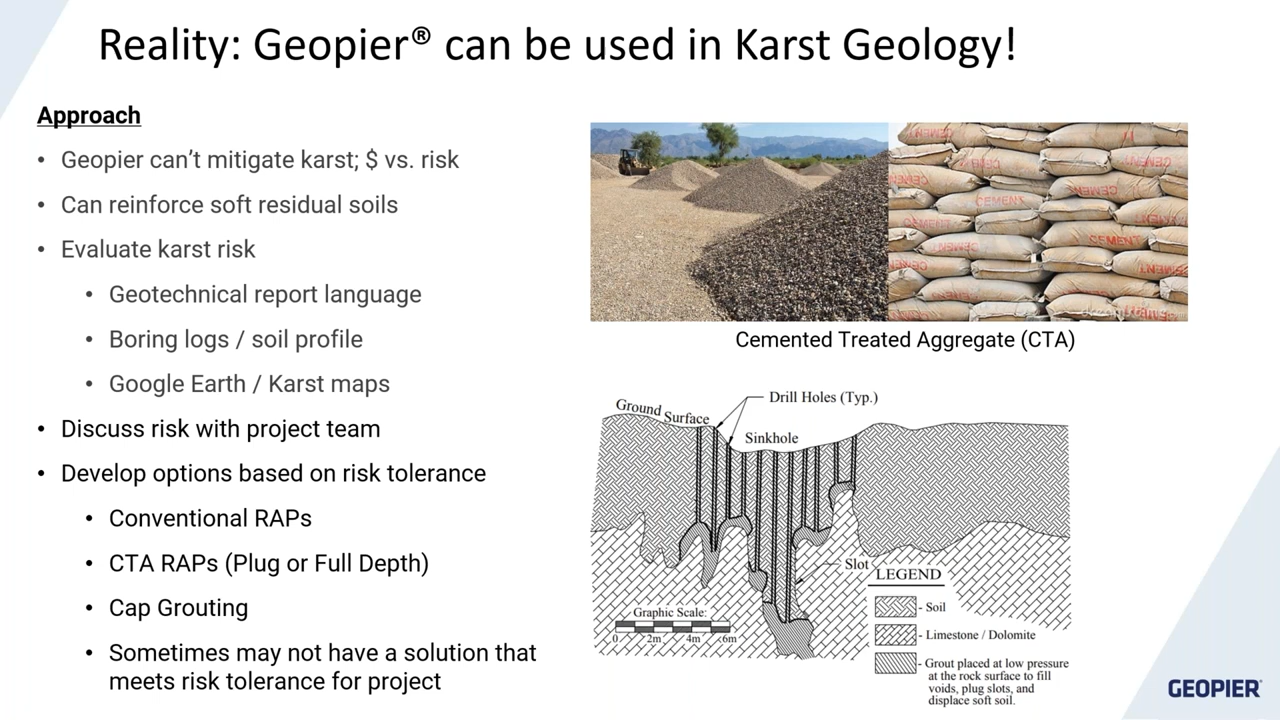 Reality: Geopier® can be used in Karst Geology!
Approach
• Geopier can’t mitigate karst; $ vs. risk
• Can reinforce soft residual soils
• Evaluate karst risk
• Geotechnical report language
• Boring logs / soil profile
• Google Earth / Karst maps
• Discuss risk with project team
• Develop options based on risk tolerance
• Conventional RAPs
• CTA RAPs (Plug or Full Depth)
• Cap Grouting
• Sometimes may not have a solution that
meets risk tolerance for project
CEMENT
CEMENT
CEMENT
CEMENT
CEMENT
Cemented Treated Aggregate (CTA)
Drill Holes (Typ.)
Ground Surface
Sinkhole
Slot
LEGEND
- Soil
- Limestone / Dolomite
- Grout placed at low pressure
at the rock surface to fill
voids, plug slots, and
displace soft soil.
Graphic Scale:
0 2m 4m 6m
GEOPIER